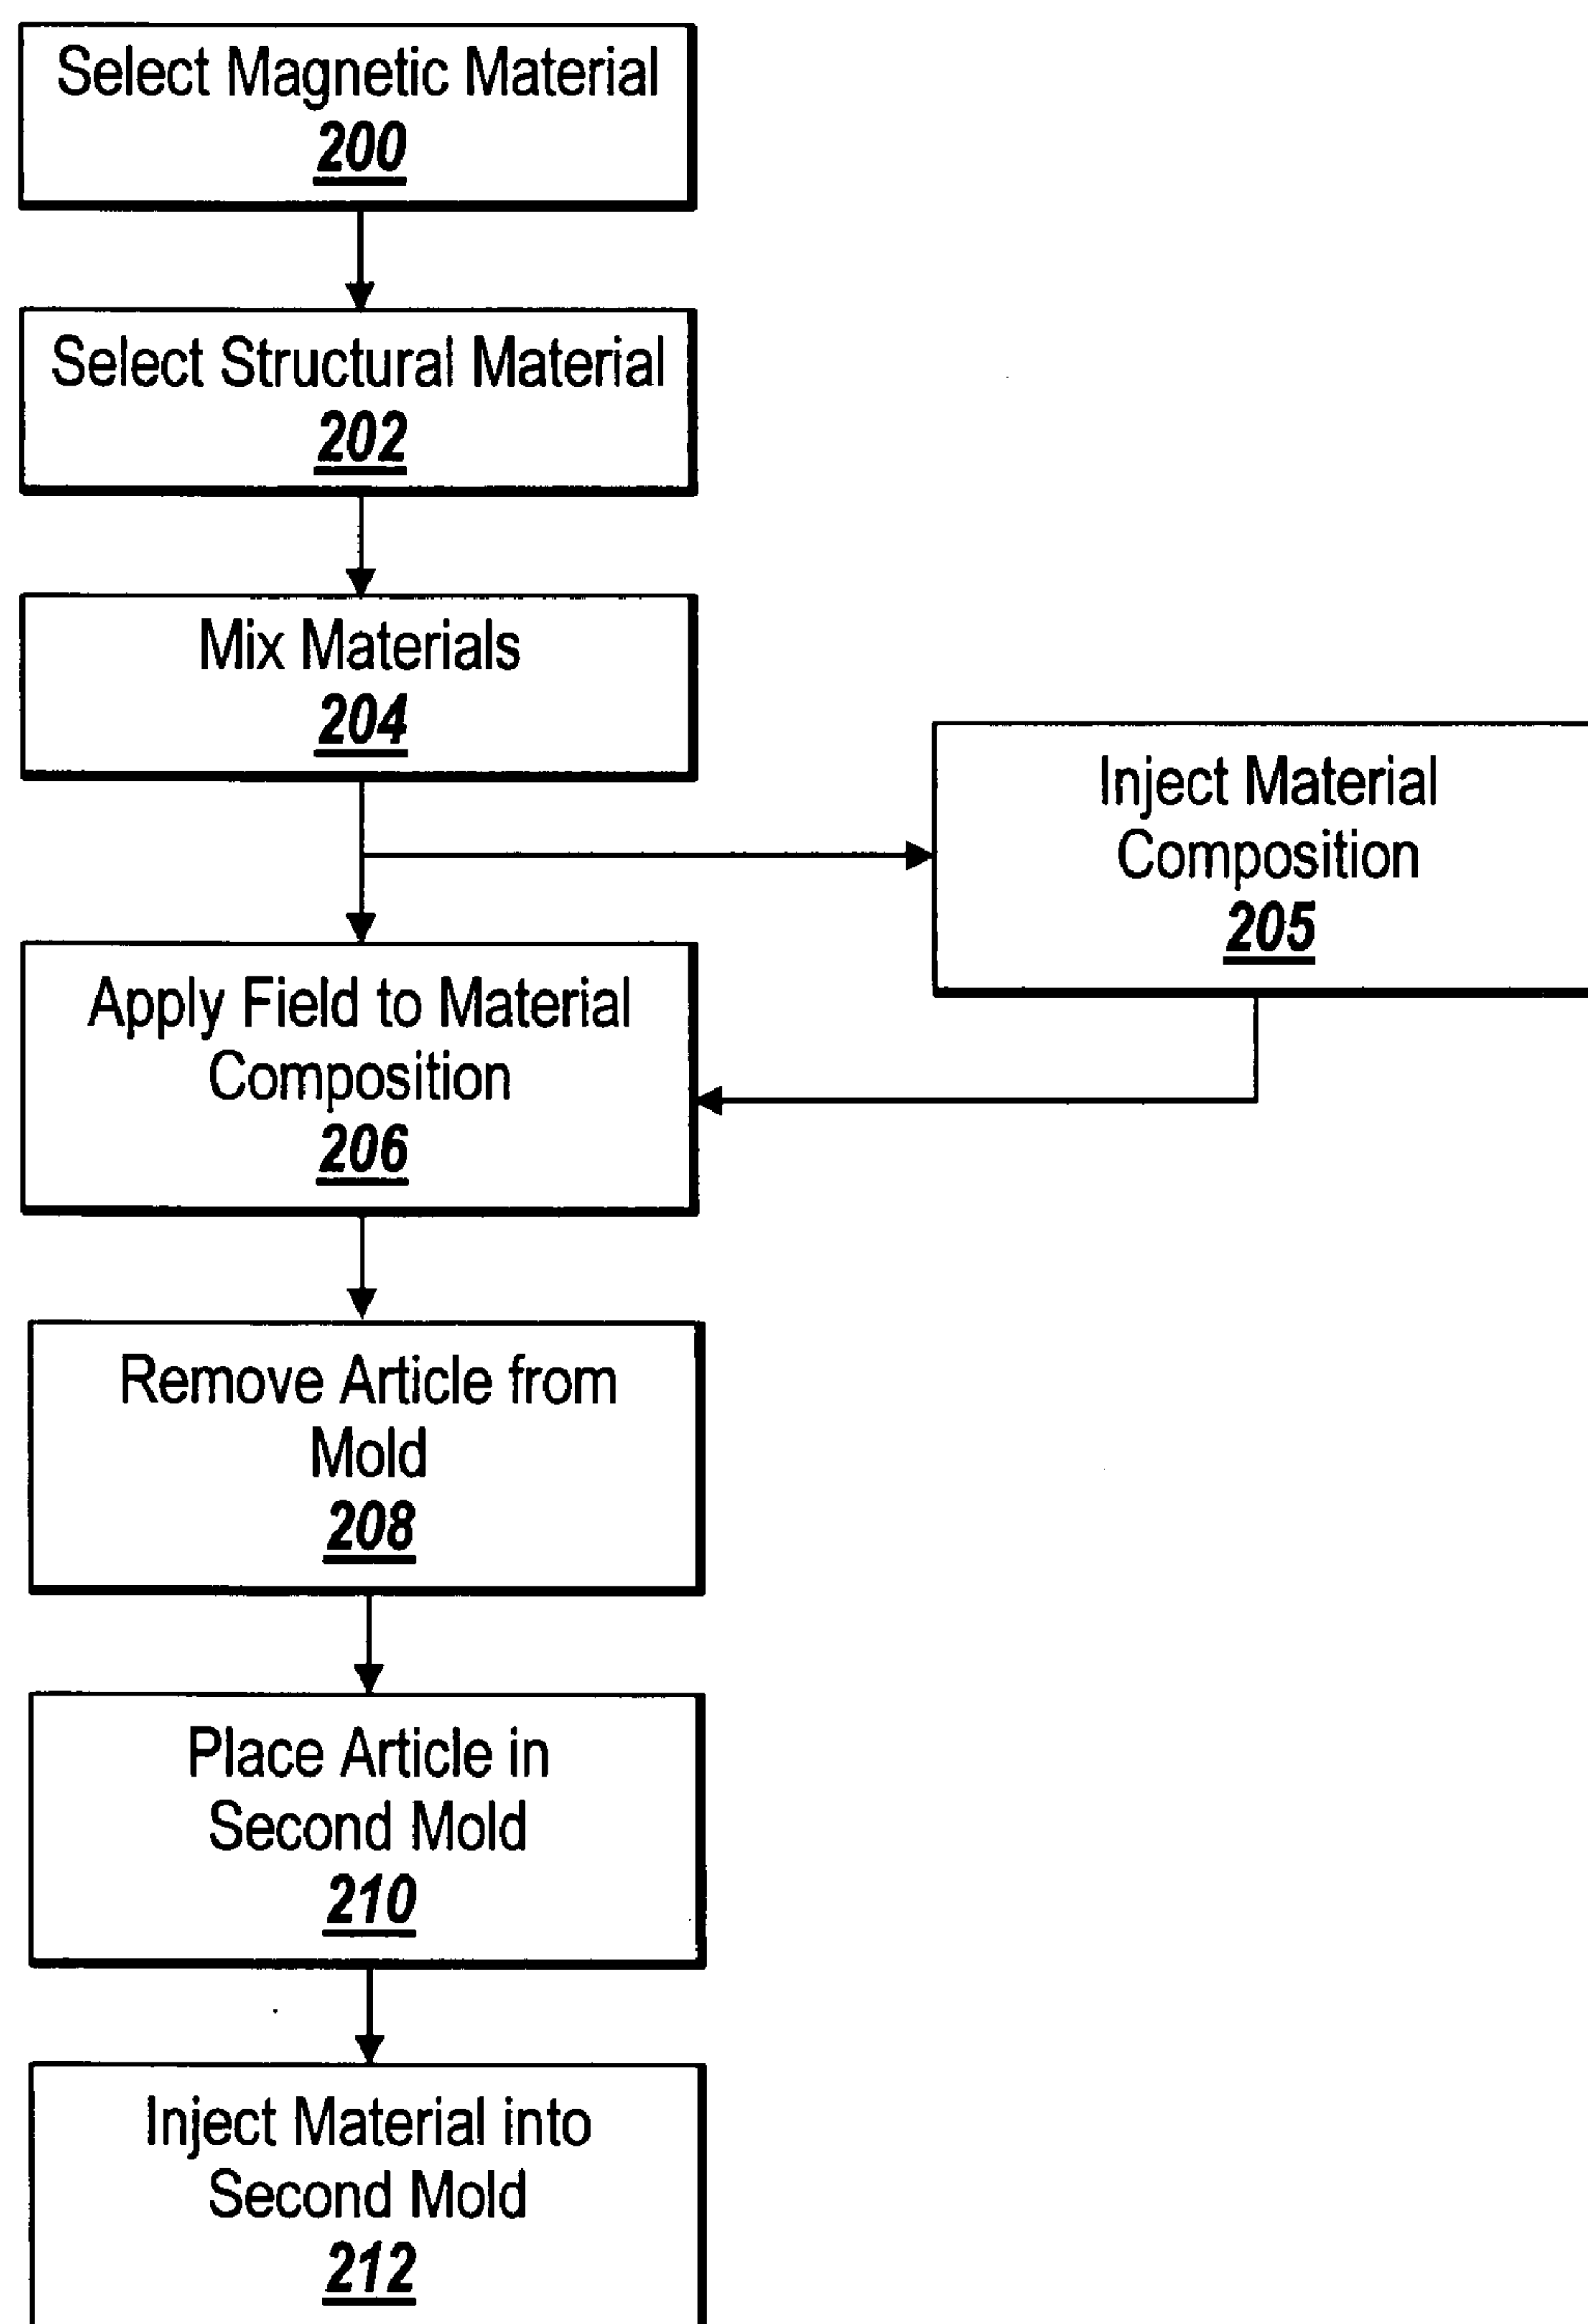 Select Magnetic Material
200
Select Structural Material
202
Mix Materials
204
Inject Material
Composition
205
Apply Field to Material
Composition
206
Remove Article from
Mold
208
Place Article in
Second Mold
210
Inject Material into
Second Mold
212